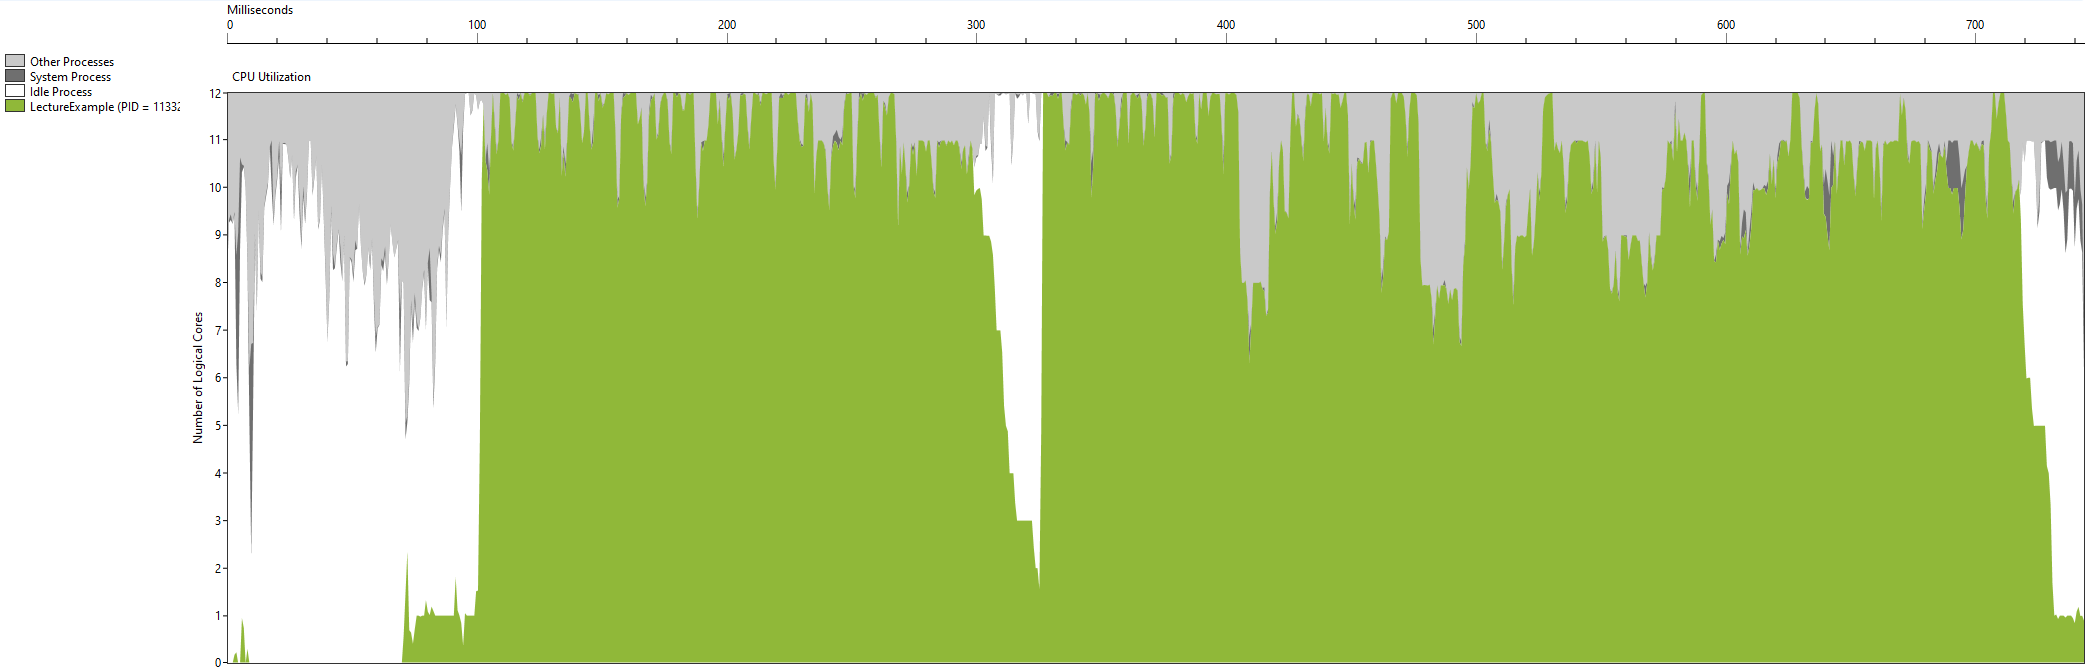 Milliseconds
0 100 200 300 400 500 600 700
Other Processes
System Process
Idle Process
LectureExample (PID = 11332
CPU Utilization
12
11
10
9
8
7
6
5
4
3
2
1
0
Number of Logical Cores